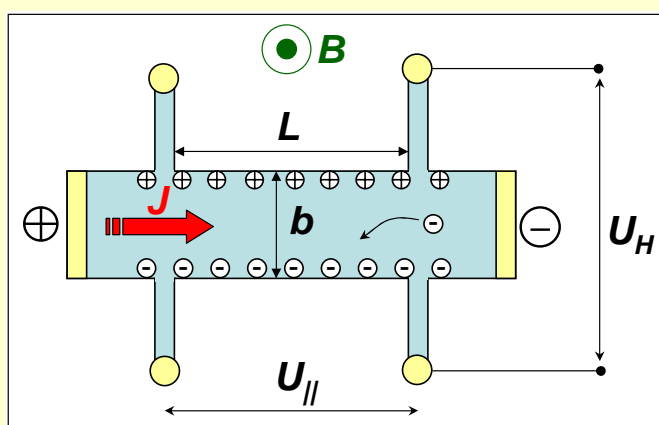 B
L
J
b
U_H
U_//
⊕
⊖
⊕ ⊕ ⊕ ⊕ ⊕ ⊕ ⊕ ⊕ ⊕
⊖
⊖ ⊖ ⊖ ⊖ ⊖ ⊖ ⊖ ⊖ ⊖